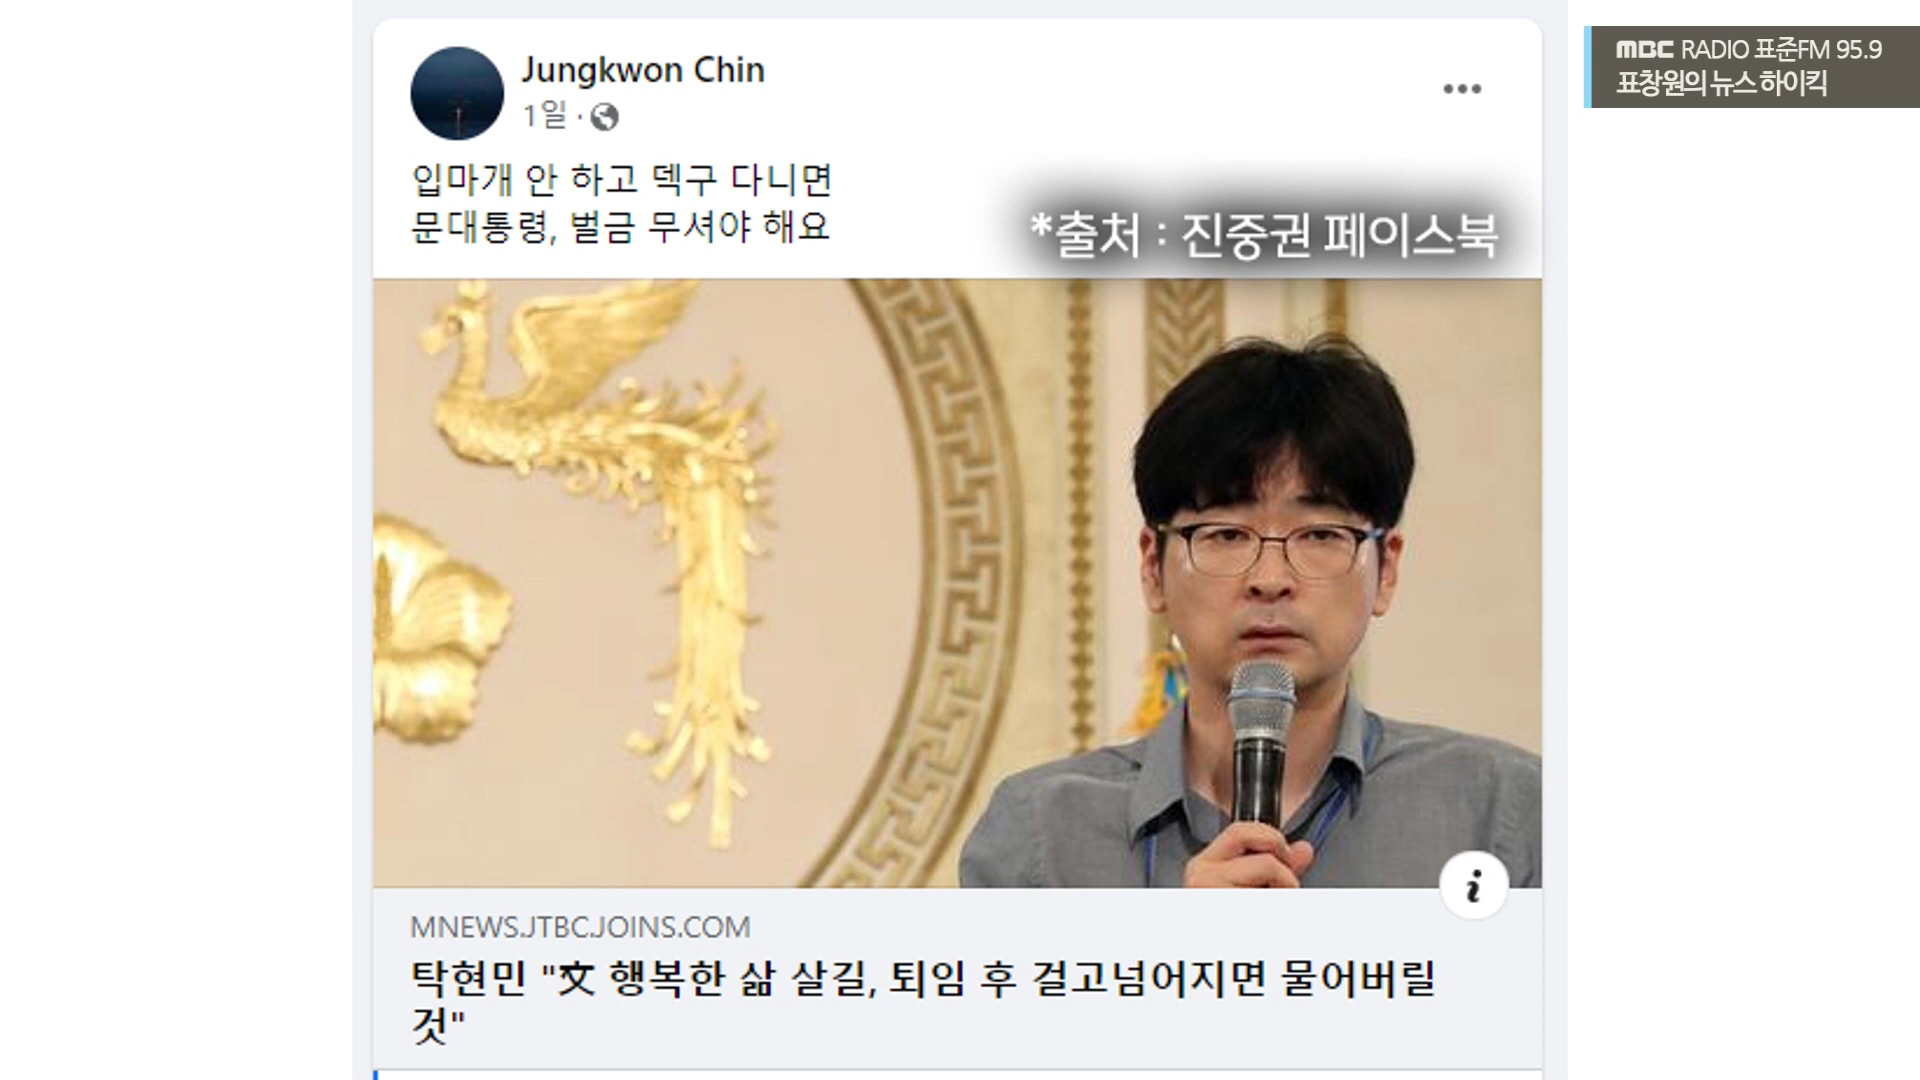 Jungkwon Chin
1일 ·
입마개 안 하고 덱구 다니면
문대통령, 벌금 무셔야 해요
*출처 : 진중권 페이스북
MBC RADIO 표준FM 95.9
표창원의 뉴스 하이킥
MNEWS.JTBC.JOINS.COM
탁현민 "文 행복한 삶 살길, 퇴임 후 걸고넘어지면 물어버릴
것"